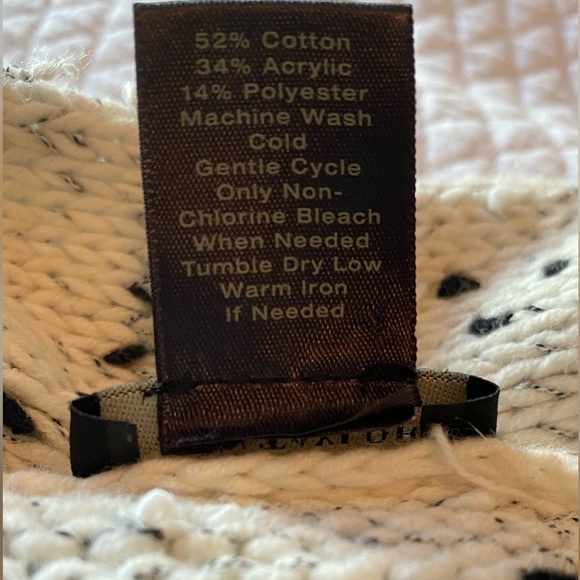 52% Cotton
34% Acrylic
14% Polyester
Machine Wash
Cold
Gentle Cycle
Only Non-
Chlorine Bleach
When Needed
Tumble Dry Low
Warm Iron
If Needed